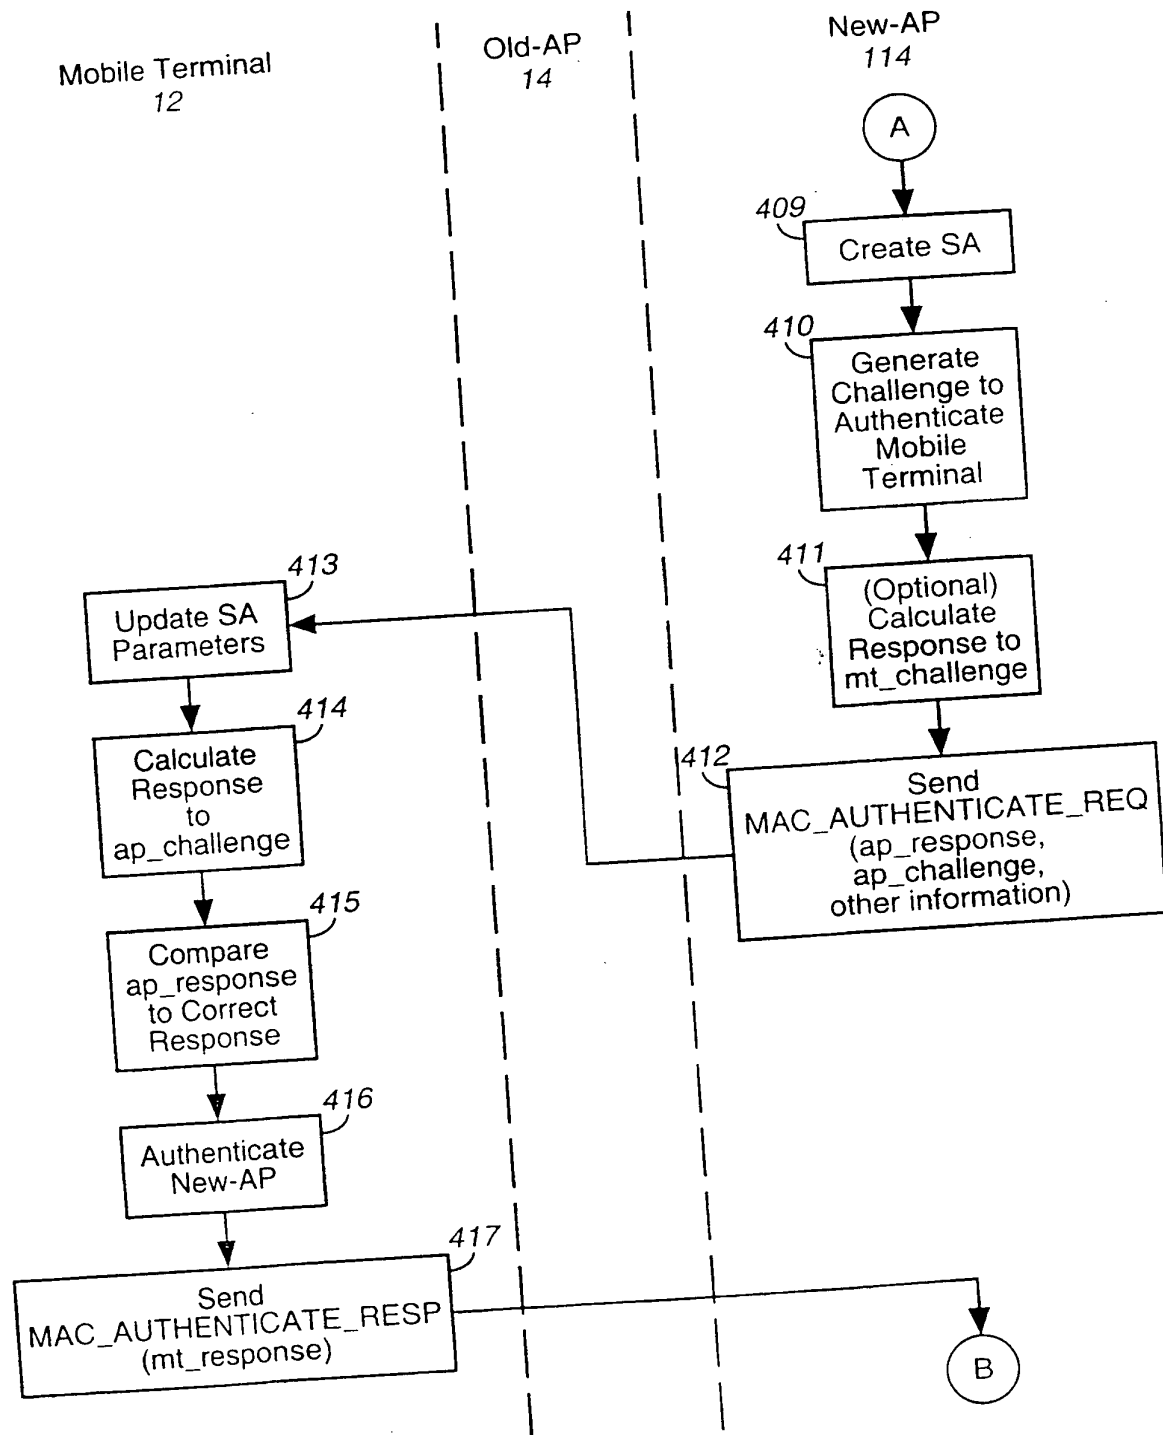 Mobile Terminal
12
Old-AP
14
New-AP
114
A
409
Create SA
410
Generate
Challenge to
Authenticate
Mobile
Terminal
411
(Optional)
Calculate
Response to
mt_challenge
412
Send
MAC_AUTHENTICATE_REQ
(ap_response,
ap_challenge,
other information)
413
Update SA
Parameters
414
Calculate
Response
to
ap_challenge
415
Compare
ap_response
to Correct
Response
416
Authenticate
New-AP
417
Send
MAC_AUTHENTICATE_RESP
(mt_response)
B